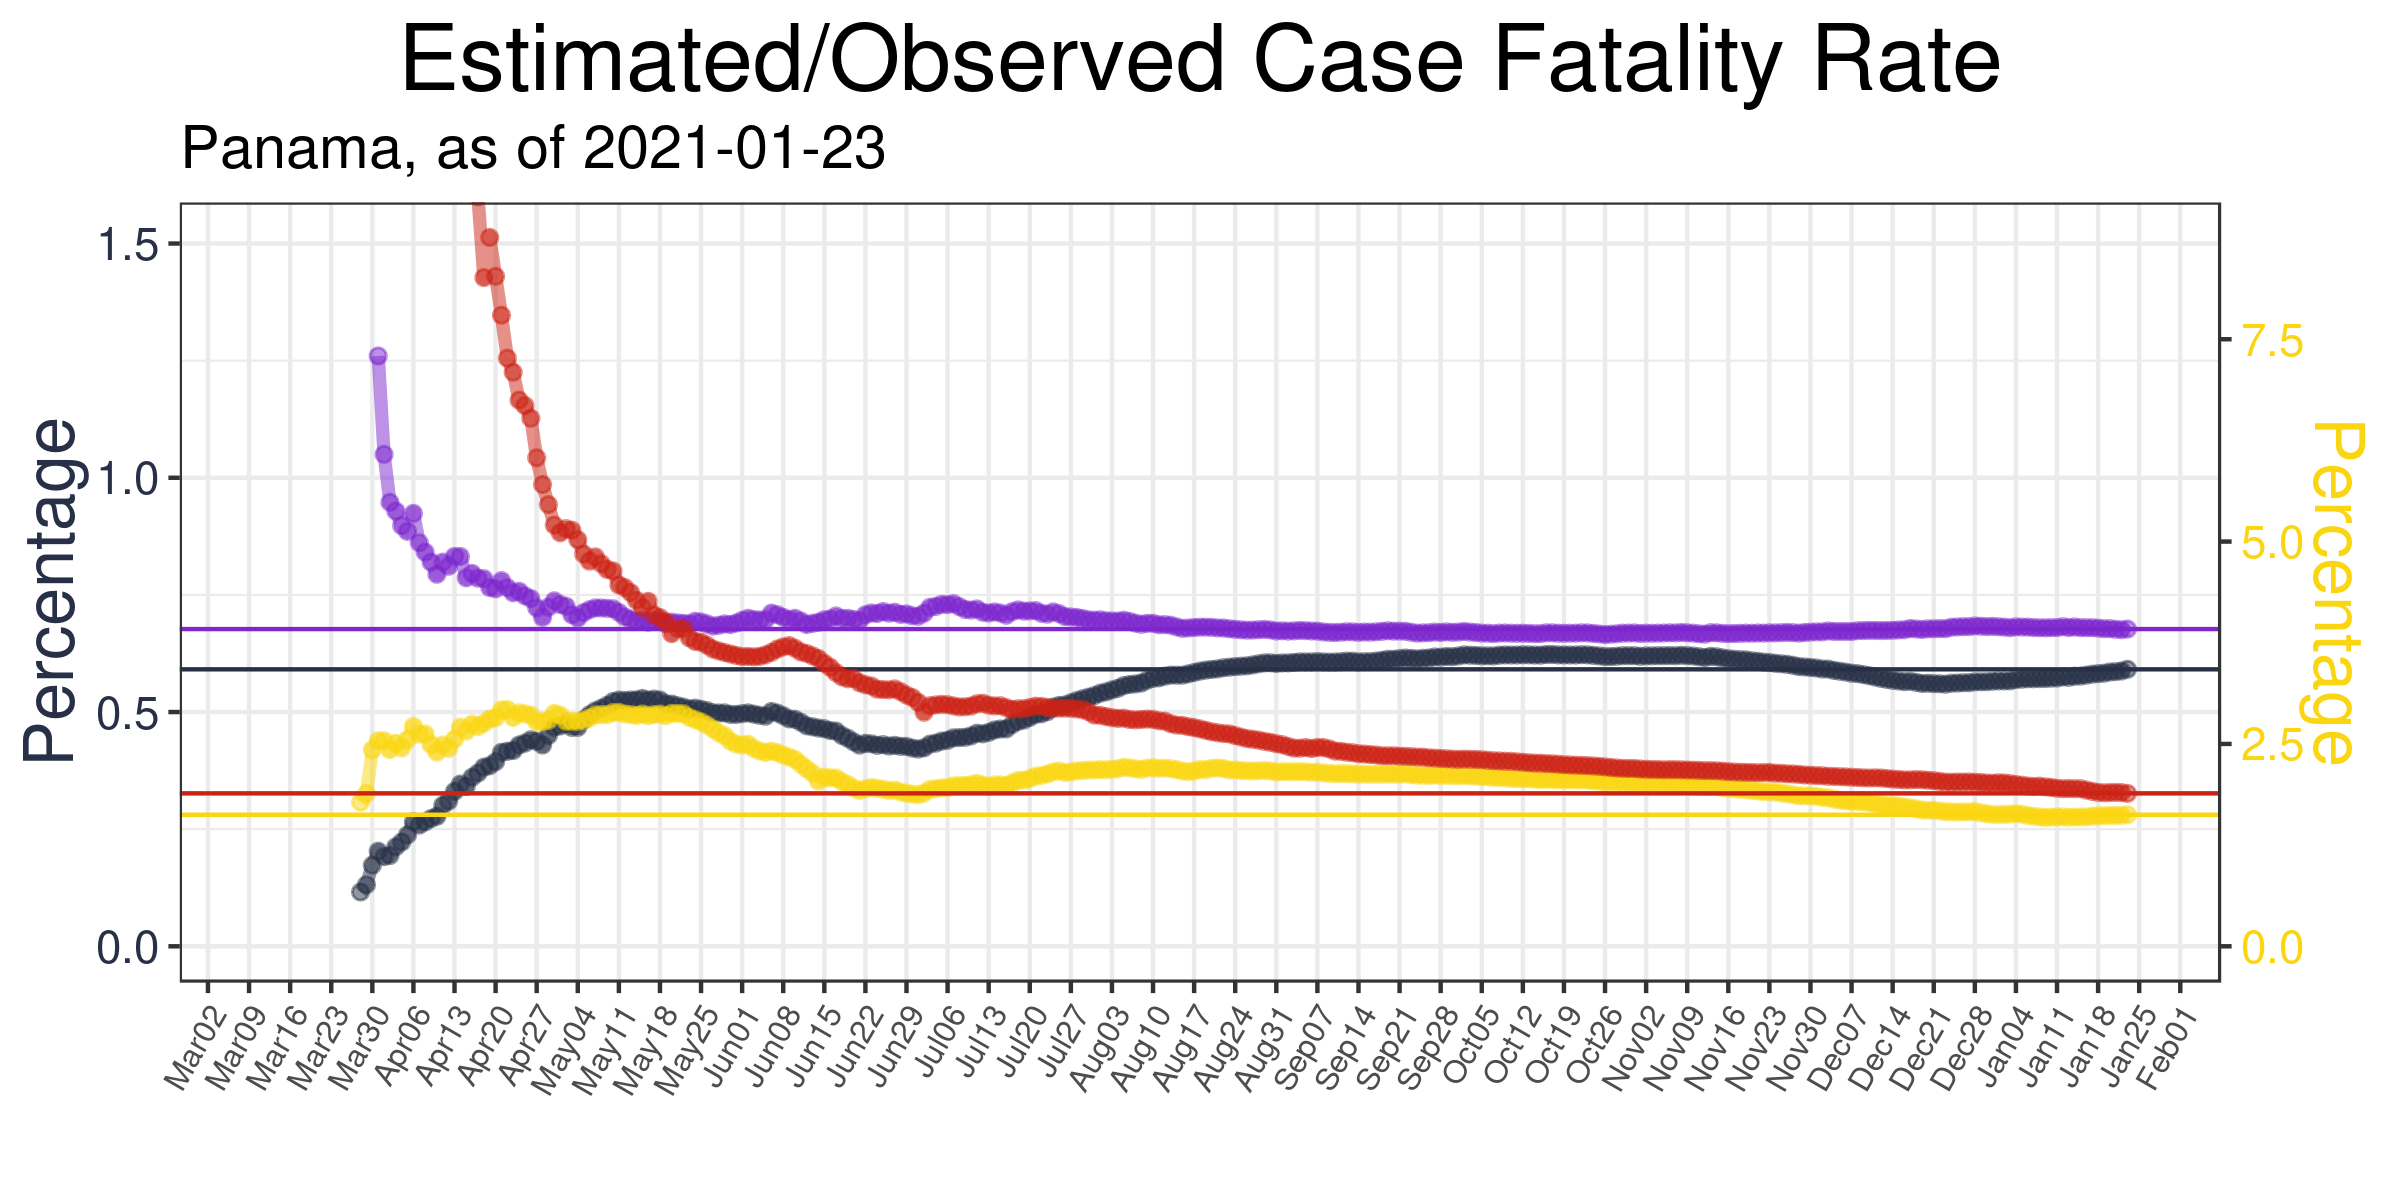 Estimated/Observed Case Fatality Rate
Panama, as of 2021-01-23
Percentage
1.5
1.0
0.5
0.0
7.5
5.0
2.5
0.0
Percentage
Mar02
Mar09
Mar16
Mar23
Mar30
Apr06
Apr13
Apr20
Apr27
May04
May11
May18
May25
Jun01
Jun08
Jun15
Jun22
Jun29
Jul06
Jul13
Jul20
Jul27
Aug03
Aug10
Aug17
Aug24
Aug31
Sep07
Sep14
Sep21
Sep28
Oct05
Oct12
Oct19
Oct26
Nov02
Nov09
Nov16
Nov23
Nov30
Dec07
Dec14
Dec21
Dec28
Jan04
Jan11
Jan18
Jan25
Feb01